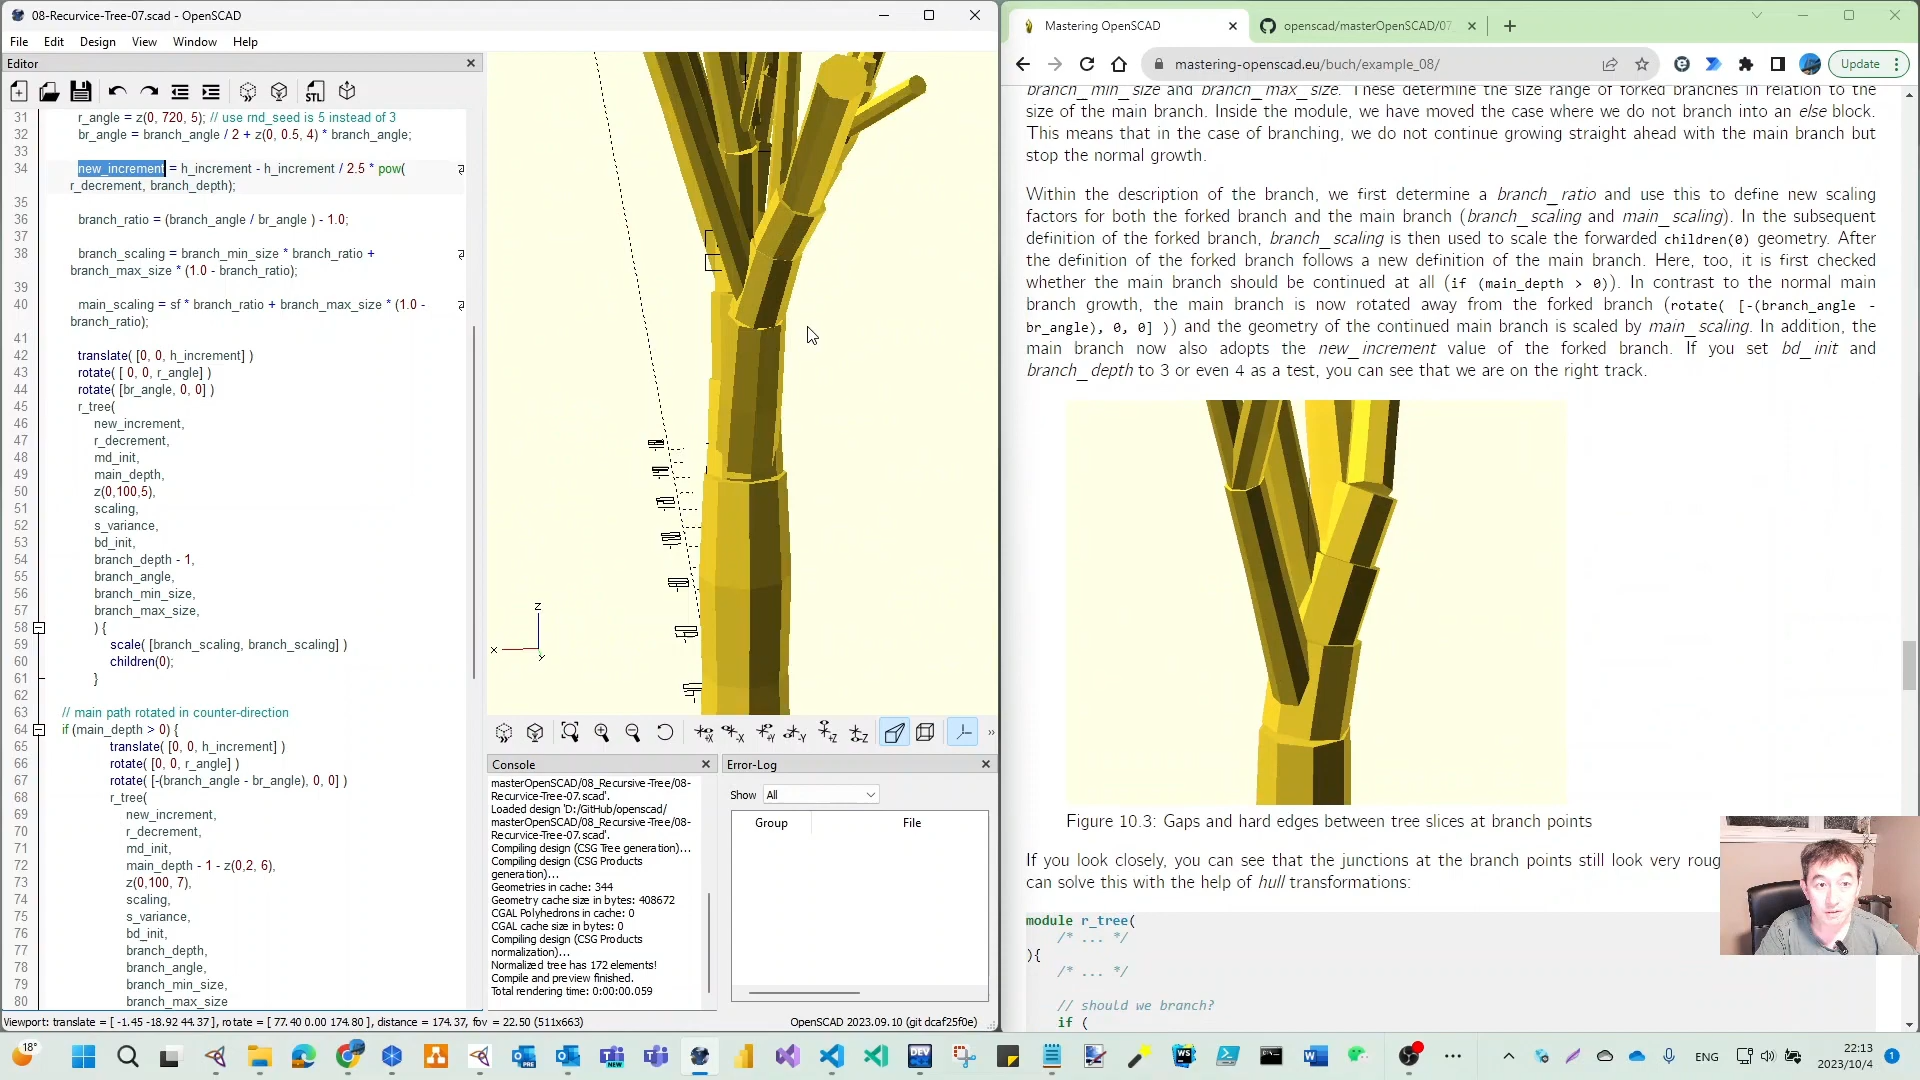 08-Recurvice-Tree-07.scad - OpenSCAD
File Edit Design View Window Help
Editor
31 r_angle = z(0, 720, 5); // use rnd_seed is 5 instead of 3
32 br_angle = branch_angle / 2 + z(0, 0.5, 4) * branch_angle;
33
34 new_increment = h_increment - h_increment / 2.5 * pow(
r_decrement, branch_depth);
35
36 branch_ratio = (branch_angle / br_angle ) - 1.0;
37
38 branch_scaling = branch_min_size * branch_ratio +
branch_max_size * (1.0 - branch_ratio);
39
40 main_scaling = sf * branch_ratio + branch_max_size * (1.0 -
branch_ratio);
41
42 translate( [0, 0, h_increment] )
43 rotate( [ 0, 0, r_angle] )
44 rotate( [br_angle, 0, 0] )
45 r_tree(
46 new_increment,
47 r_decrement,
48 md_init,
49 main_depth,
50 z(0,100,5),
51 scaling,
52 s_variance,
53 bd_init,
54 branch_depth - 1,
55 branch_angle,
56 branch_min_size,
57 branch_max_size,
58 ) {
59 scale( [branch_scaling, branch_scaling] )
60 children(0);
61 }
62
63 // main path rotated in counter-direction
64 if (main_depth > 0) {
65 translate( [0, 0, h_increment] )
66 rotate( [0, 0, r_angle] )
67 rotate( [-(branch_angle - br_angle), 0, 0] )
68 r_tree(
69 new_increment,
70 r_decrement,
71 md_init,
72 main_depth - 1 - z(0,2, 6),
73 z(0,100, 7),
74 scaling,
75 s_variance,
76 bd_init,
77 branch_depth,
78 branch_angle,
79 branch_min_size,
80 branch_max_size
z
x
y
Console
masterOpenSCAD/08_Recursive-Tree/08-
Recurvice-Tree-07.scad'.
Loaded design 'D:/GitHub/openscad/
masterOpenSCAD/08_Recursive-Tree/08-
Recurvice-Tree-07.scad'.
Compiling design (CSG Tree generation)...
Compiling design (CSG Products
generation)...
Geometries in cache: 344
Geometry cache size in bytes: 408672
CGAL Polyhedrons in cache: 0
CGAL cache size in bytes: 0
Compiling design (CSG Products
normalization)...
Normalized tree has 172 elements!
Compile and preview finished.
Total rendering time: 0:00:00.059
Error-Log
Show All
Group File
Viewport: translate = [ -1.45 -18.92 44.37 ], rotate = [ 77.40 0.00 174.80 ], distance = 174.37, fov = 22.50 (511x663)
OpenSCAD 2023.09.10 (git dcaf25f0e)
Mastering OpenSCAD
openscad/masterOpenSCAD/07
mastering-openscad.eu/buch/example_08/
Update
branch_min_size and branch_max_size. These determine the size range of forked branches in relation to the
size of the main branch. Inside the module, we have moved the case where we do not branch into an else block.
This means that in the case of branching, we do not continue growing straight ahead with the main branch but
stop the normal growth.
Within the description of the branch, we first determine a branch_ratio and use this to define new scaling
factors for both the forked branch and the main branch (branch_scaling and main_scaling). In the subsequent
definition of the forked branch, branch_scaling is then used to scale the forwarded children(0) geometry. After
the definition of the forked branch follows a new definition of the main branch. Here, too, it is first checked
whether the main branch should be continued at all (if (main_depth > 0)). In contrast to the normal main
branch growth, the main branch is now rotated away from the forked branch (rotate( [-(branch_angle -
br_angle), 0, 0] )) and the geometry of the continued main branch is scaled by main_scaling. In addition, the
main branch now also adopts the new_increment value of the forked branch. If you set bd_init and
branch_depth to 3 or even 4 as a test, you can see that we are on the right track.
Figure 10.3: Gaps and hard edges between tree slices at branch points
If you look closely, you can see that the junctions at the branch points still look very roug
can solve this with the help of hull transformations:
module r_tree(
/* ... */
){
/* ... */
// should we branch?
if (
18°
ENG
22:13
2023/10/4